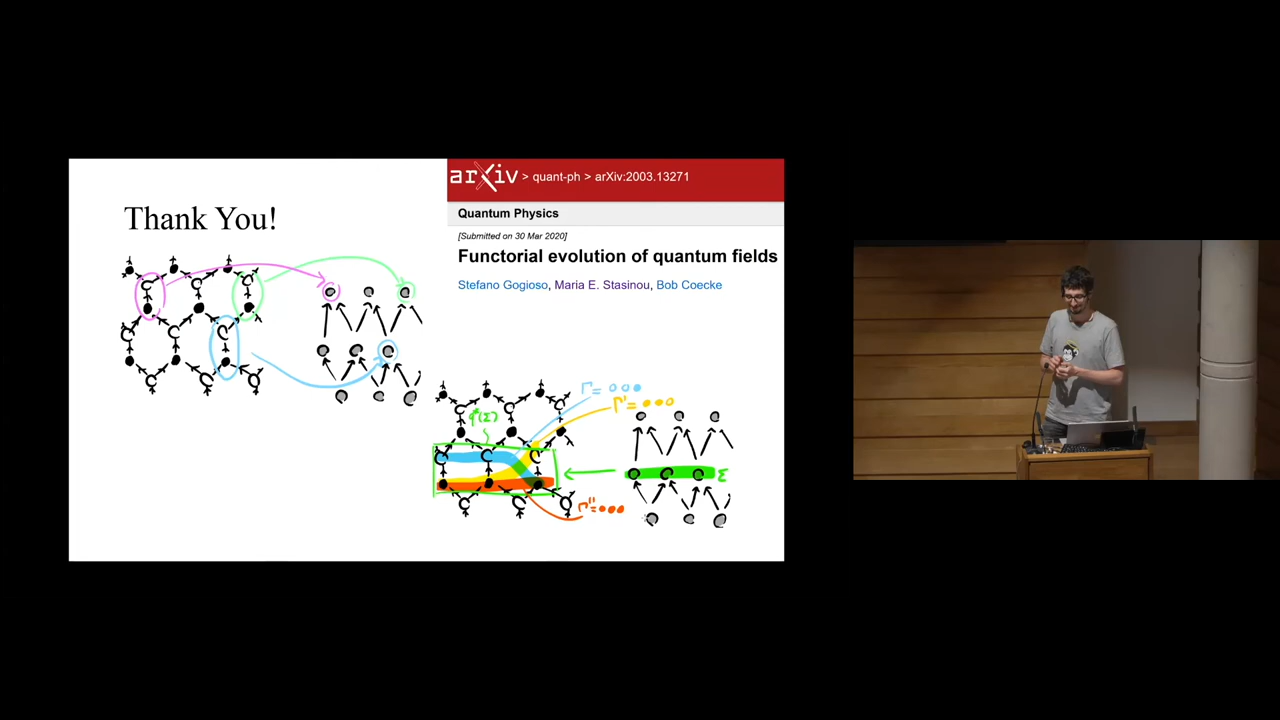 Thank You!
arXiv > quant-ph > arXiv:2003.13271
Quantum Physics
[Submitted on 30 Mar 2020]
Functorial evolution of quantum fields
Stefano Gogioso, Maria E. Stasinou, Bob Coecke
Γ=
Γ'=
Σ
Γ''=